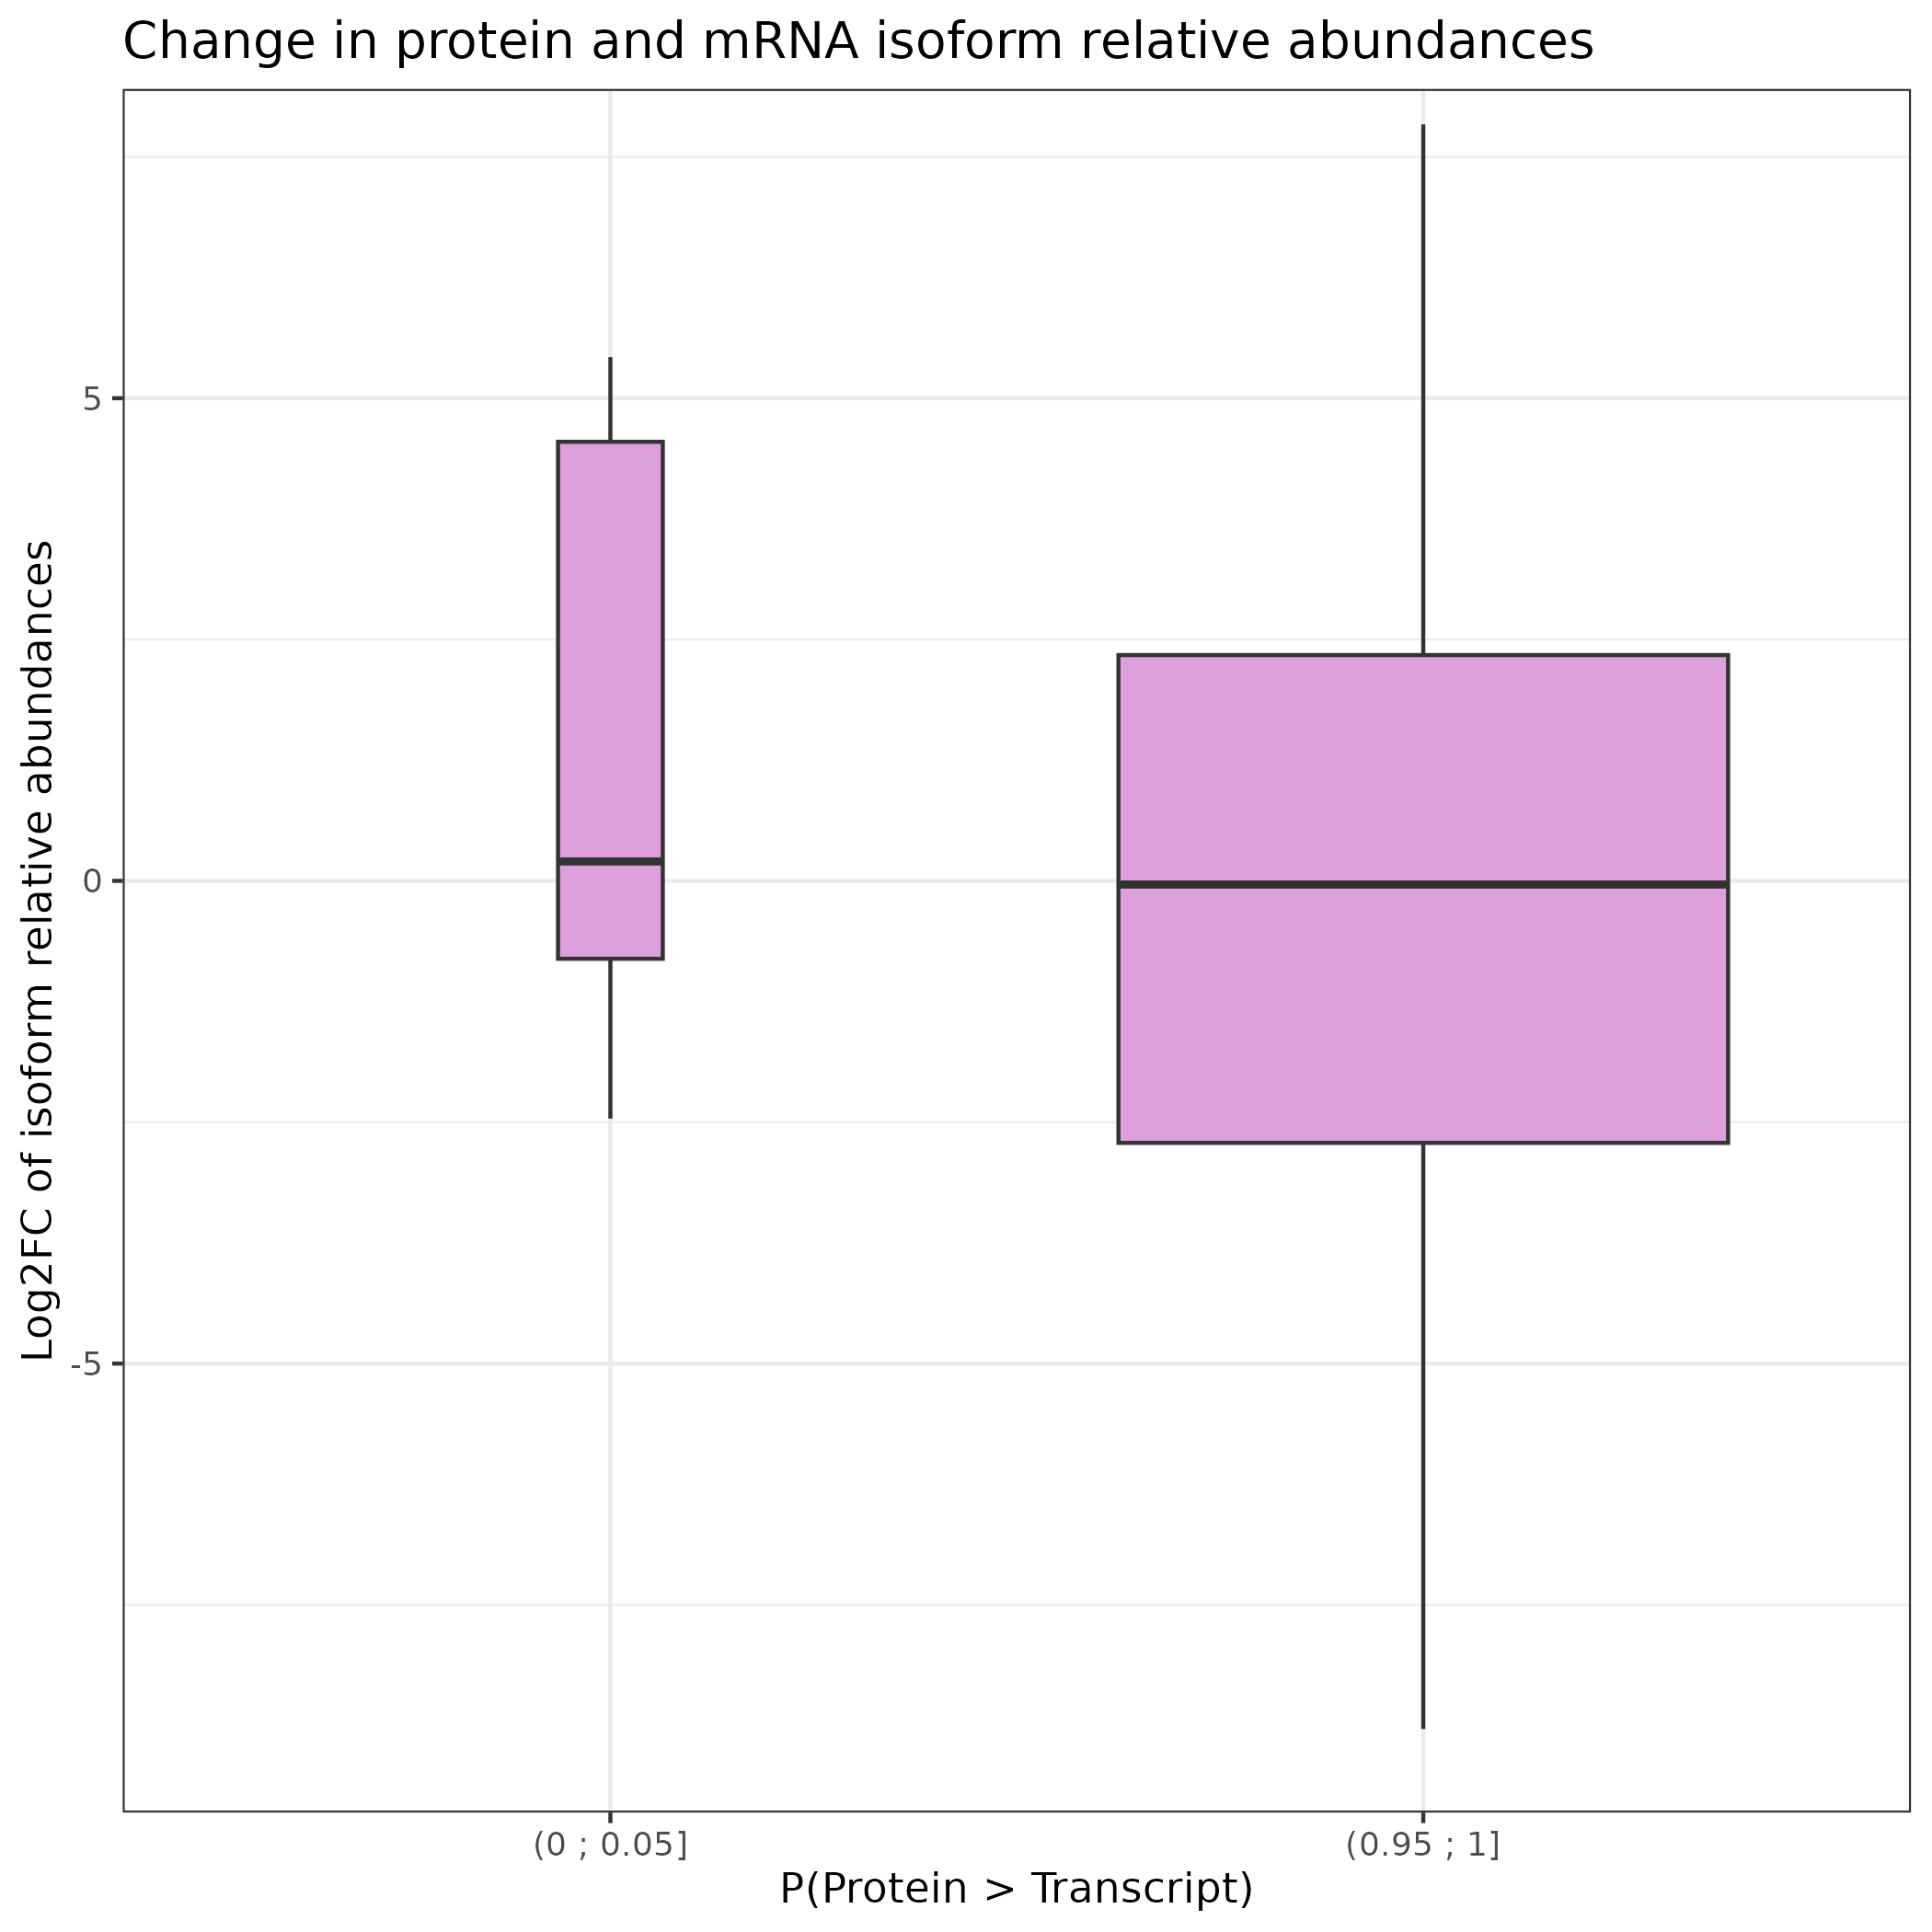 Change in protein and mRNA isoform relative abundances
Log2FC of isoform relative abundances
5
0
-5
(0 ; 0.05]
(0.95 ; 1]
P(Protein > Transcript)